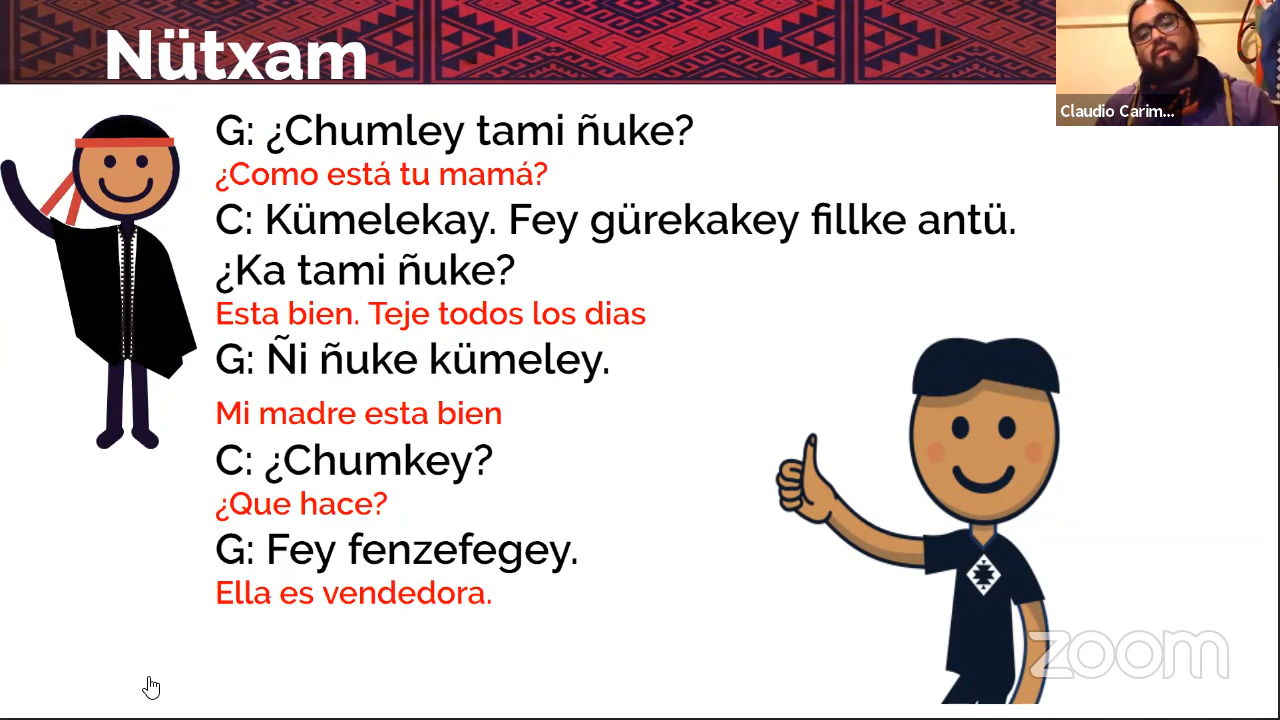 Nütxam
Claudio Carim...
G: ¿Chumley tami ñuke?
¿Como está tu mamá?
C: Kümelekay. Fey gürekakey fillke antü.
¿Ka tami ñuke?
Esta bien. Teje todos los dias
G: Ñi ñuke kümeley.
Mi madre esta bien
C: ¿Chumkey?
¿Que hace?
G: Fey fenzefegey.
Ella es vendedora.
zoom